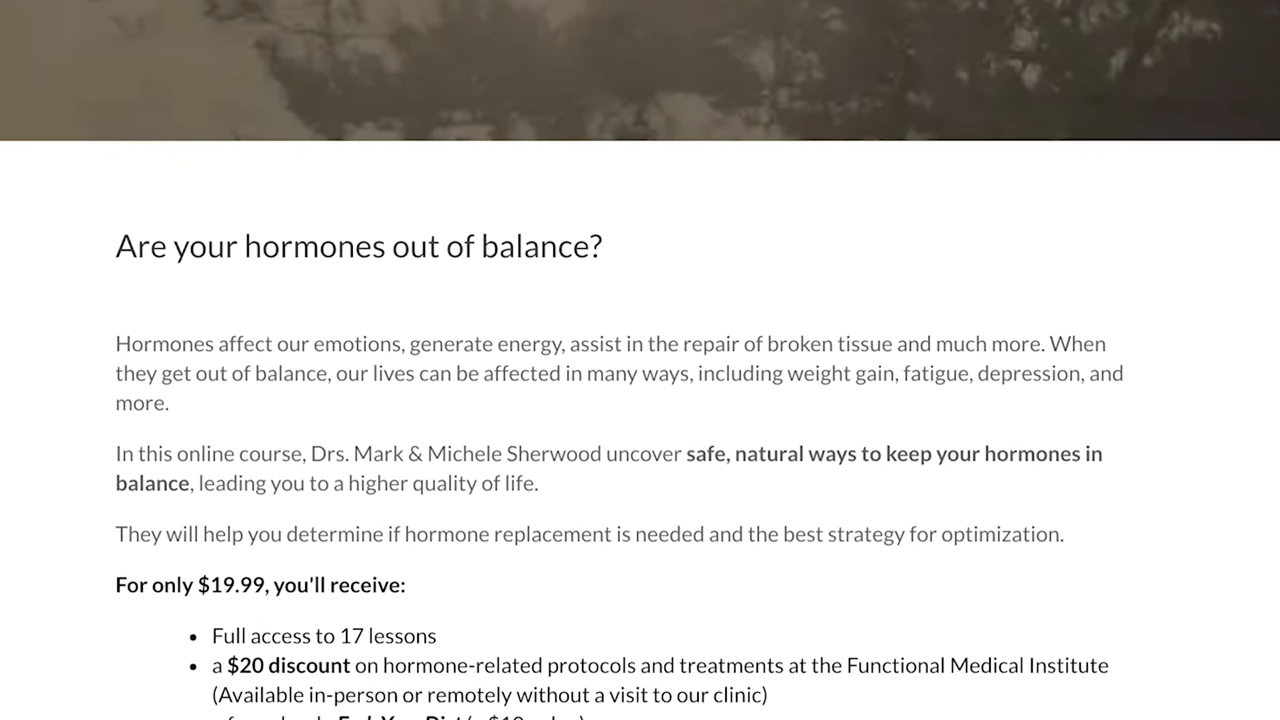 Are your hormones out of balance?
Hormones affect our emotions, generate energy, assist in the repair of broken tissue and much more. When
they get out of balance, our lives can be affected in many ways, including weight gain, fatigue, depression, and
more.
In this online course, Drs. Mark & Michele Sherwood uncover safe, natural ways to keep your hormones in
balance, leading you to a higher quality of life.
They will help you determine if hormone replacement is needed and the best strategy for optimization.
For only $19.99, you'll receive:
• Full access to 17 lessons
• a $20 discount on hormone-related protocols and treatments at the Functional Medical Institute
(Available in-person or remotely without a visit to our clinic)